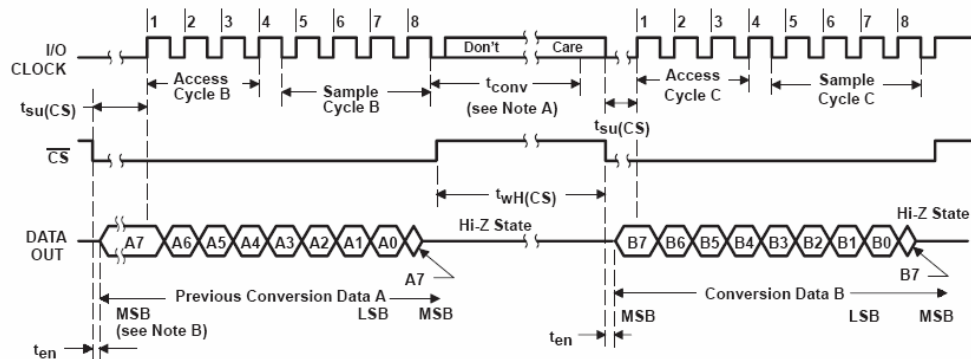 1 2 3 4 5 6 7 8 1 2 3 4 5 6 7 8
I/O CLOCK
Don't Care
Access Cycle B
Sample Cycle B
tconv
(see Note A)
Access Cycle C
Sample Cycle C
tsu(CS)
tsu(CS)
CS
twH(CS)
DATA OUT
A7 A6 A5 A4 A3 A2 A1 A0
Hi-Z State
B7 B6 B5 B4 B3 B2 B1 B0
Hi-Z State
A7
B7
Previous Conversion Data A
Conversion Data B
MSB
(see Note B)
LSB MSB
MSB LSB MSB
ten
ten